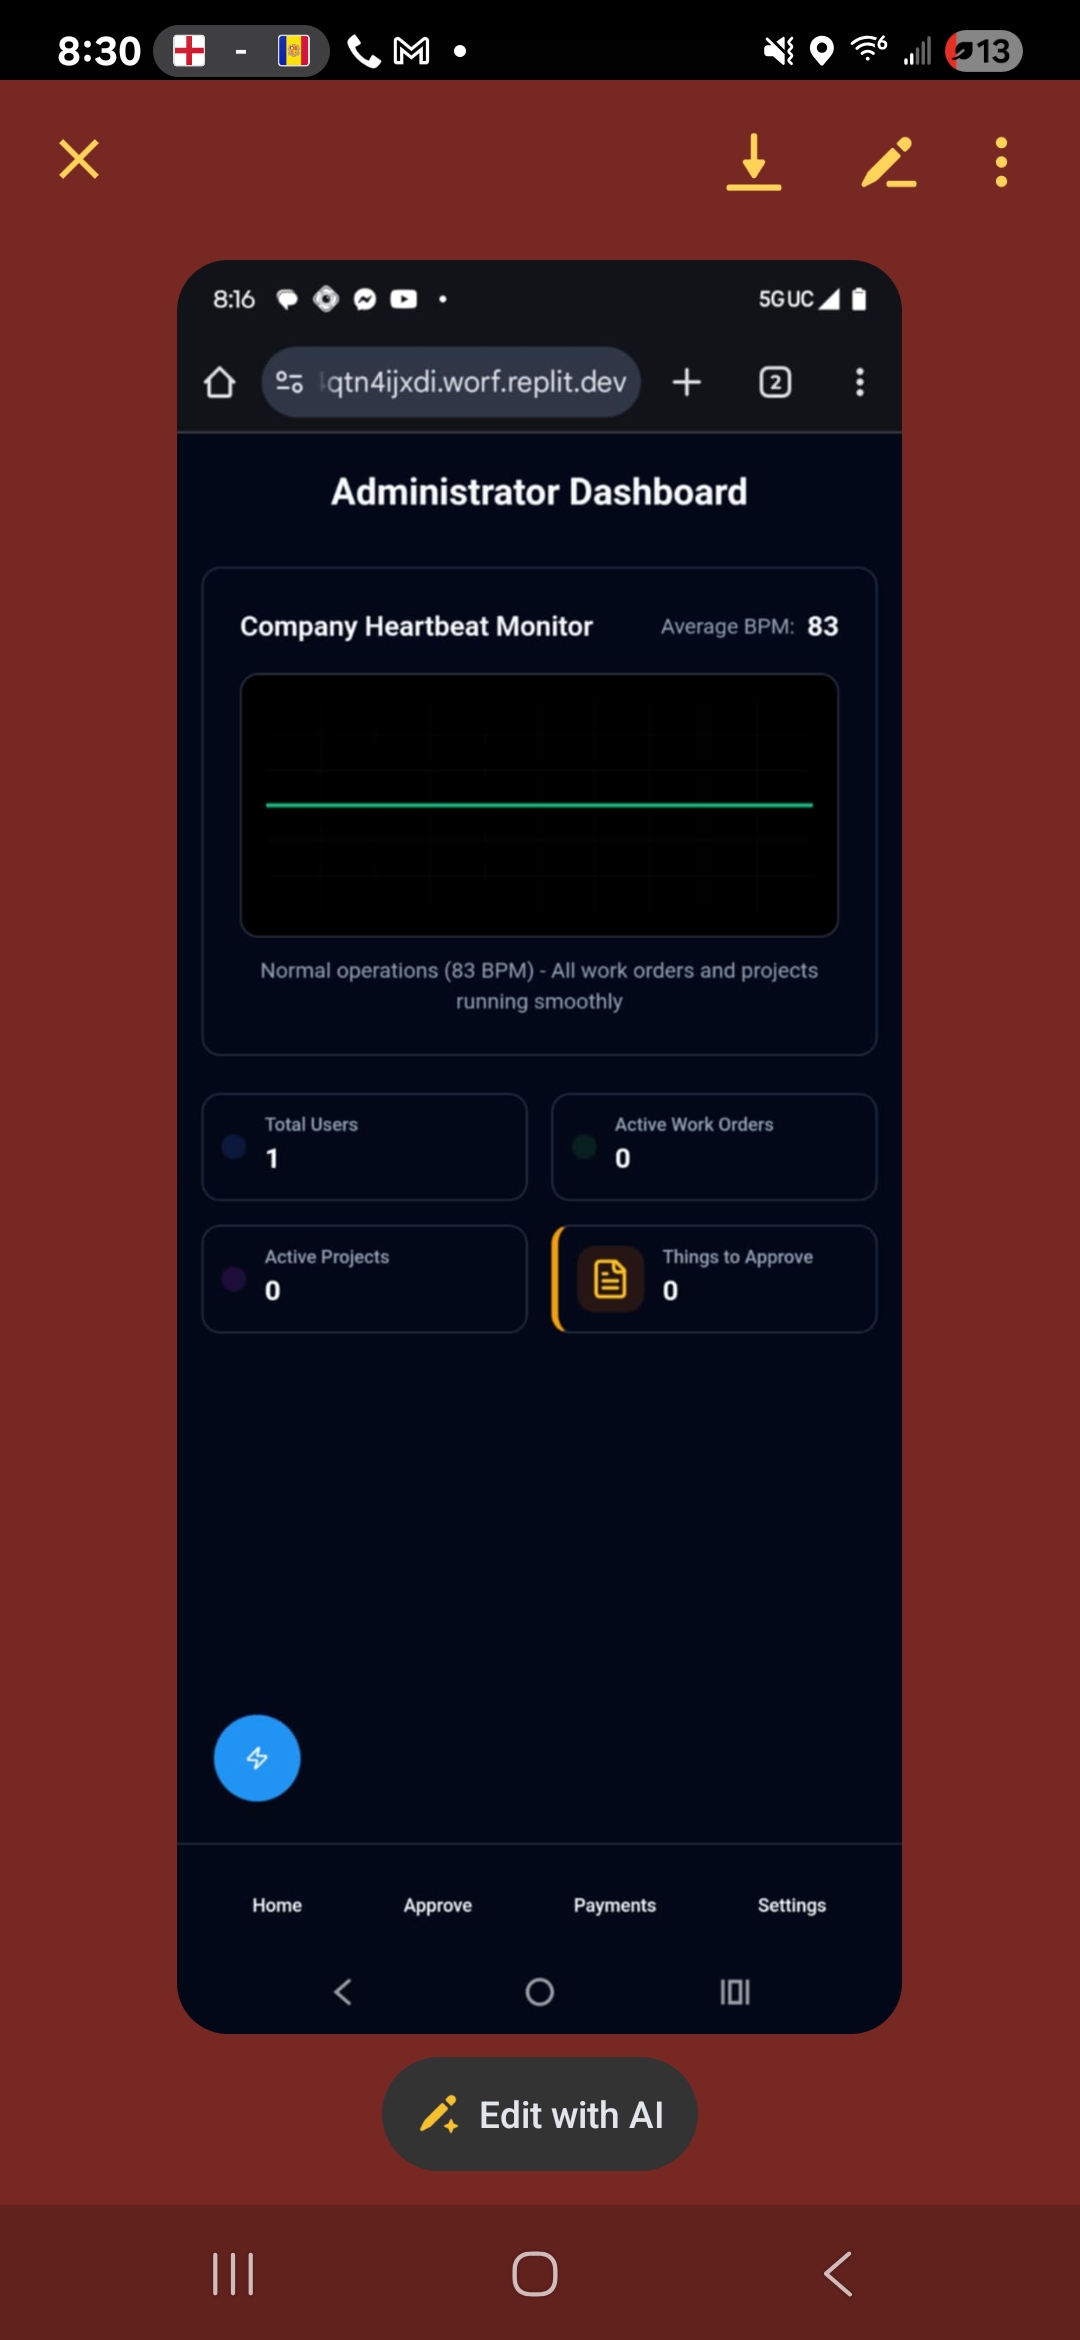 8:30
-
13
8:16
5G UC
qtn4ijxdi.worf.replit.dev
2
Administrator Dashboard
Company Heartbeat Monitor
Average BPM: 83
Normal operations (83 BPM) - All work orders and projects
running smoothly
Total Users
1
Active Work Orders
0
Active Projects
0
Things to Approve
0
Home
Approve
Payments
Settings
Edit with AI